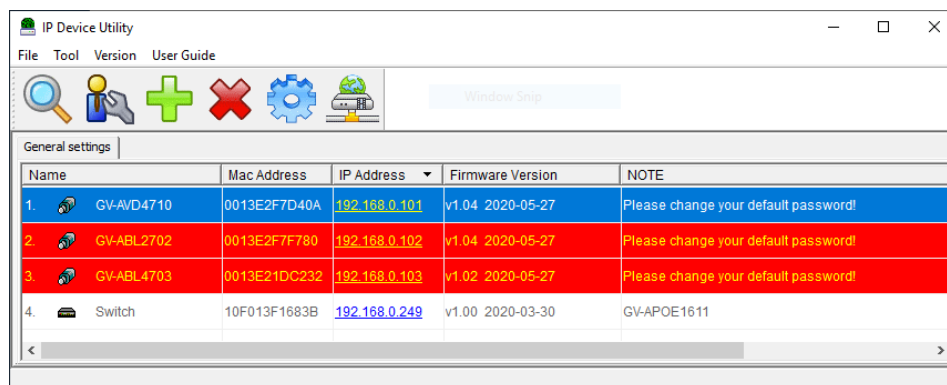 IP Device Utility
File Tool Version User Guide
Window Snip
General settings
Name Mac Address IP Address Firmware Version NOTE
1. GV-AVD4710 0013E2F7D40A 192.168.0.101 v1.04 2020-05-27 Please change your default password!
2. GV-ABL2702 0013E2F7F780 192.168.0.102 v1.04 2020-05-27 Please change your default password!
3. GV-ABL4703 0013E21DC232 192.168.0.103 v1.02 2020-05-27 Please change your default password!
4. Switch 10F013F1683B 192.168.0.249 v1.00 2020-03-30 GV-APOE1611